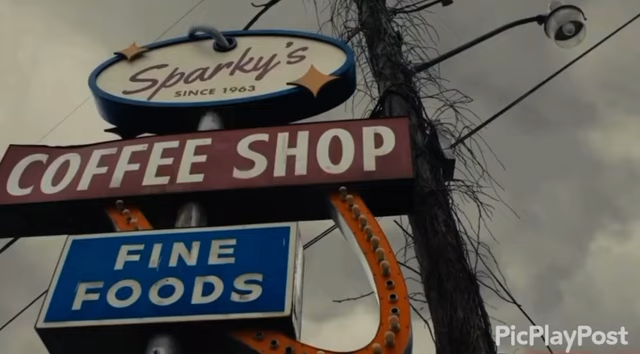 Sparky's
SINCE 1963
COFFEE SHOP
FINE
FOODS
PicPlayPost